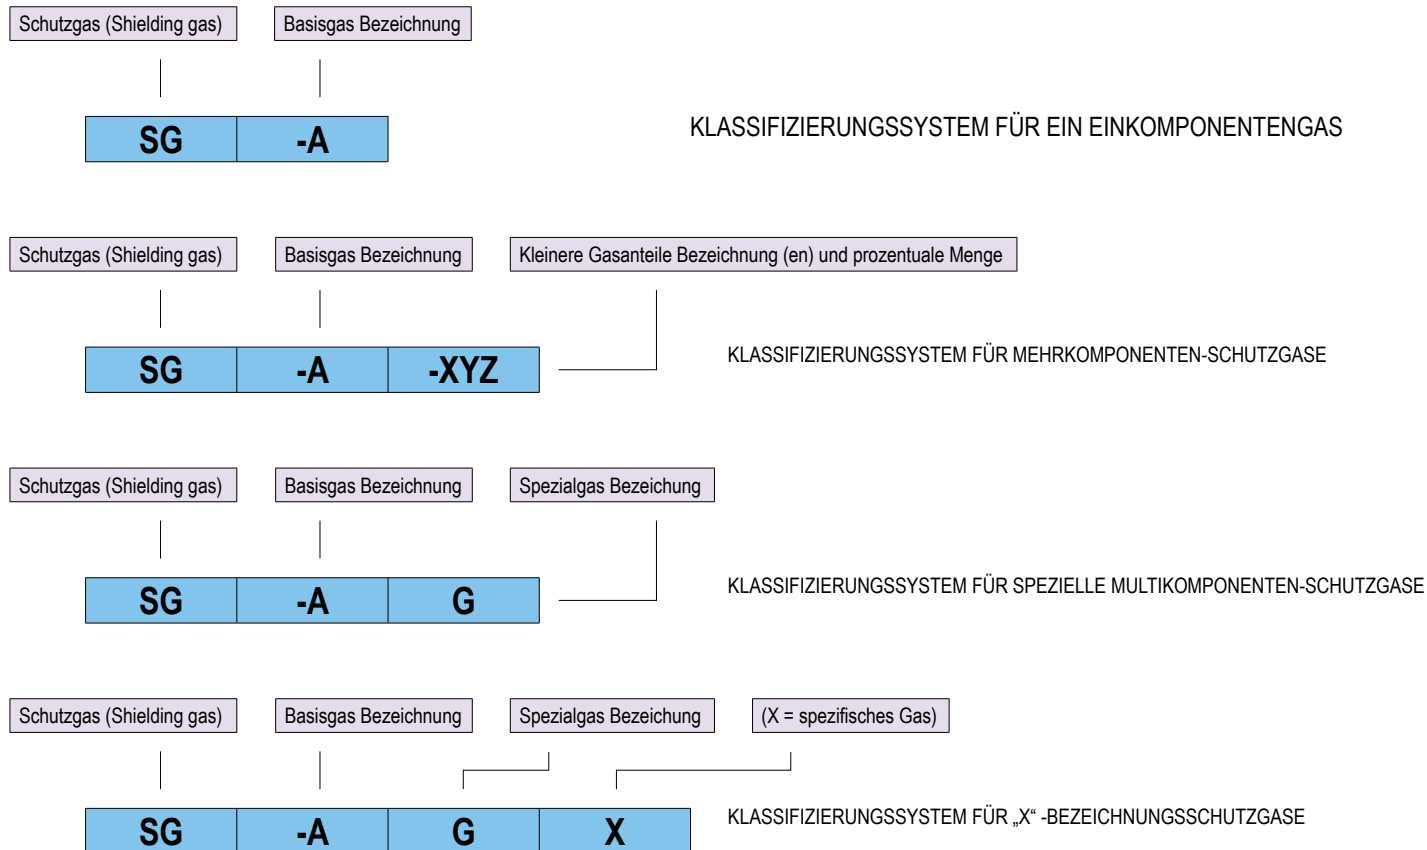 Schutzgas (Shielding gas) Basisgas Bezeichnung
SG -A
KLASSIFIZIERUNGSSYSTEM FÜR EIN EINKOMPONENTENGAS
Schutzgas (Shielding gas) Basisgas Bezeichnung Kleinere Gasanteile Bezeichnung (en) und prozentuale Menge
SG -A -XYZ
KLASSIFIZIERUNGSSYSTEM FÜR MEHRKOMPONENTEN-SCHUTZGASE
Schutzgas (Shielding gas) Basisgas Bezeichnung Spezialgas Bezeichung
SG -A G
KLASSIFIZIERUNGSSYSTEM FÜR SPEZIELLE MULTIKOMPONENTEN-SCHUTZGASE
Schutzgas (Shielding gas) Basisgas Bezeichnung Spezialgas Bezeichung (X = spezifisches Gas)
SG -A G X
KLASSIFIZIERUNGSSYSTEM FÜR „X“ -BEZEICHNUNGSSCHUTZGASE